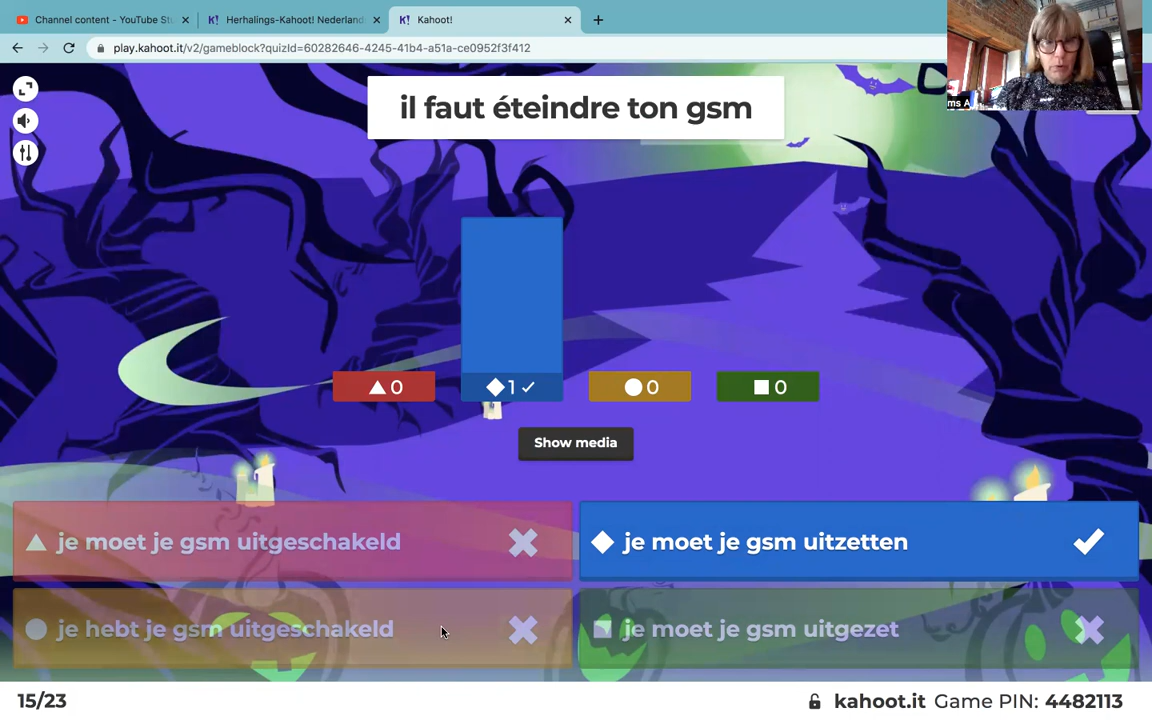 Channel content - YouTube St
Herhalings-Kahoot! Nederland
Kahoot!
play.kahoot.it/v2/gameblock?quizId=60282646-4245-41b4-a51a-ce0952f3f412
il faut éteindre ton gsm
ms A
0
1
0
0
Show media
je moet je gsm uitgeschakeld
je moet je gsm uitzetten
je hebt je gsm uitgeschakeld
je moet je gsm uitgezet
15/23
kahoot.it Game PIN: 4482113